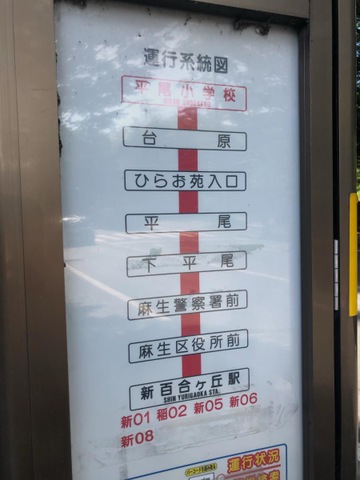 運行系統図
平尾小学校
台原
ひらお苑入口
平尾
下平尾
麻生警察署前
麻生区役所前
新百合ヶ丘駅
SHIN YURIGAOKA STA.
新01 稲02 新05 新06
新08
運行状況